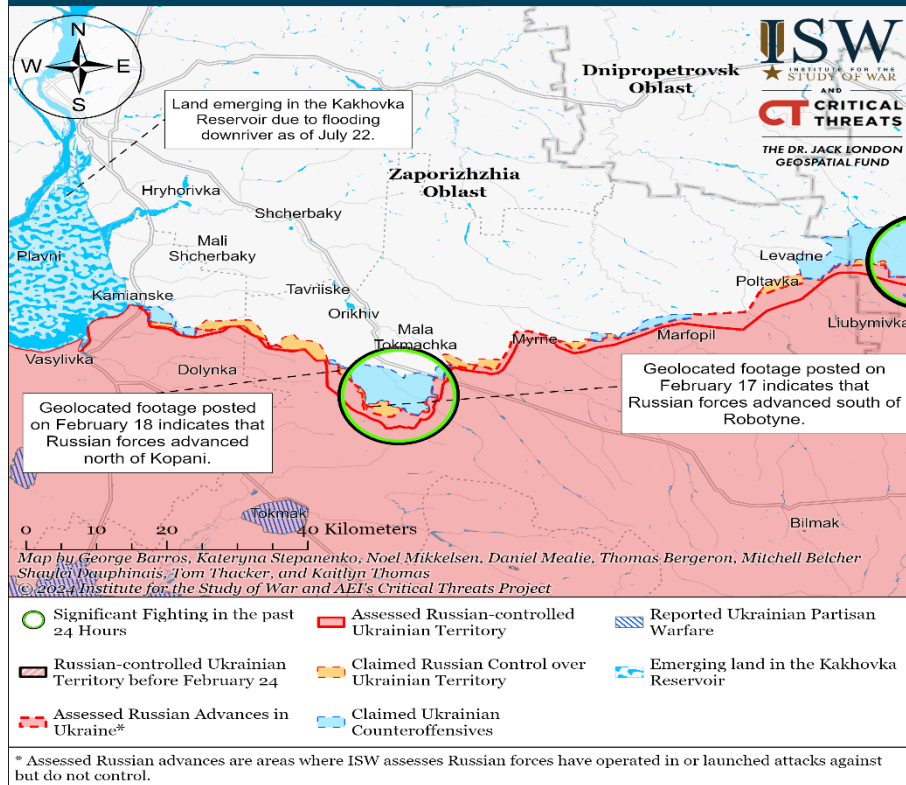 N
W E
S
ISW
INSTITUTE FOR THE
STUDY OF WAR
AND
CT CRITICAL
THREATS
THE DR. JACK LONDON
GEOSPATIAL FUND
Dnipropetrovsk
Oblast
Land emerging in the Kakhovka
Reservoir due to flooding
downriver as of July 22.
Zaporizhzhia
Oblast
Hryhorivka
Shcherbaky
Mali
Shcherbaky
Plavni
Levadne
Poltavka
Kamianske
Tavriiske
Orikhiv
Liubymivka
Mala
Tokmachka
Myrne
Marfopil
Vasylivka
Dolynka
Geolocated footage posted on
February 17 indicates that
Russian forces advanced south of
Robotyne.
Geolocated footage posted
on February 18 indicates that
Russian forces advanced
north of Kopani.
Tokmak
Bilmak
0 10 20 40 Kilometers
Map by George Barros, Kateryna Stepanenko, Noel Mikkelsen, Daniel Mealie, Thomas Bergeron, Mitchell Belcher
Shaylei Dauphinais, Tom Thacker, and Kaitlyn Thomas
© 2024 Institute for the Study of War and AEI's Critical Threats Project
Significant Fighting in the past
24 Hours
Assessed Russian-controlled
Ukrainian Territory
Reported Ukrainian Partisan
Warfare
Russian-controlled Ukrainian
Territory before February 24
Claimed Russian Control over
Ukrainian Territory
Emerging land in the Kakhovka
Reservoir
Assessed Russian Advances in
Ukraine*
Claimed Ukrainian
Counteroffensives
* Assessed Russian advances are areas where ISW assesses Russian forces have operated in or launched attacks against
but do not control.